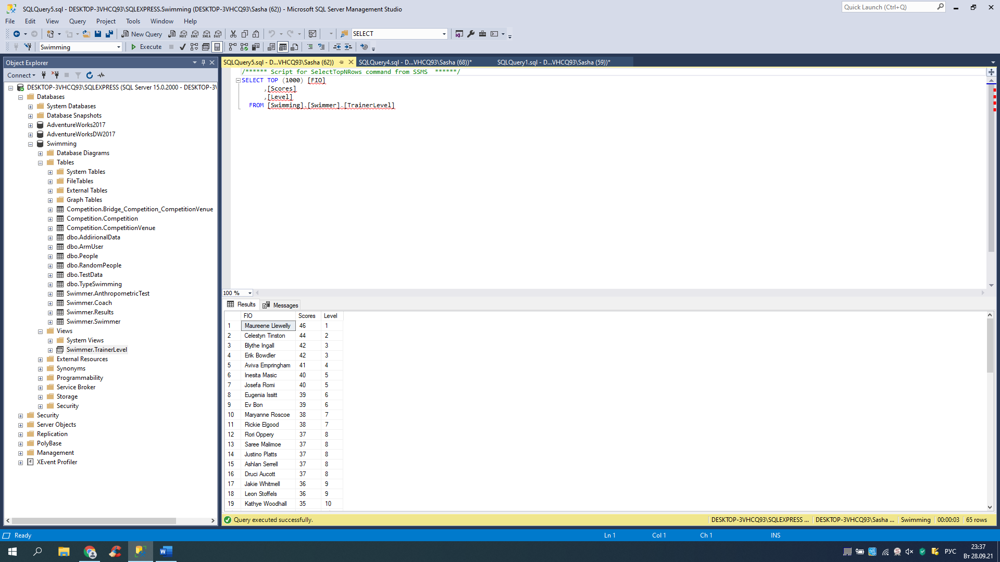 SQLQuery5.sql - DESKTOP-3VHCQ93\SQLEXPRESS.Swimming (DESKTOP-3VHCQ93\Sasha (62)) - Microsoft SQL Server Management Studio
Quick Launch (Ctrl+Q)
File Edit View Query Project Tools Window Help
New Query MDX DMX XMLA DAX SELECT
Swimming Execute
Object Explorer
Connect
DESKTOP-3VHCQ93\SQLEXPRESS (SQL Server 15.0.2000 - DESKTOP-3V
Databases
System Databases
Database Snapshots
AdventureWorks2017
AdventureWorksDW2017
Swimming
Database Diagrams
Tables
System Tables
FileTables
External Tables
Graph Tables
Competition.Bridge_Competition_CompetitionVenue
Competition.Competition
Competition.CompetitionVenue
dbo.AddirionalData
dbo.ArmUser
dbo.People
dbo.RandomPeople
dbo.TestData
dbo.TypeSwimming
Swimmer.AnthropometricTest
Swimmer.Coach
Swimmer.Results
Swimmer.Swimmer
Views
System Views
Swimmer.TrainerLevel
External Resources
Synonyms
Programmability
Service Broker
Storage
Security
Security
Server Objects
Replication
PolyBase
Management
XEvent Profiler
SQLQuery5.sql - D...VHCQ93\Sasha (62)) SQLQuery4.sql - D...VHCQ93\Sasha (68))* SQLQuery1.sql - D...VHCQ93\Sasha (59))*
/****** Script for SelectTopNRows command from SSMS ******/
SELECT TOP (1000) [FIO]
,[Scores]
,[Level]
FROM [Swimming].[Swimmer].[TrainerLevel]
100 %
Results Messages
FIO Scores Level
1 Maureene Llewelly 46 1
2 Celestyn Tinston 44 2
3 Blythe Ingall 42 3
4 Erik Bowdler 42 3
5 Aviva Empringham 41 4
6 Inesita Masic 40 5
7 Josefa Romi 40 5
8 Eugenia Issitt 39 6
9 Ev Bon 39 6
10 Maryanne Roscoe 38 7
11 Rickie Elgood 38 7
12 Rori Oppery 37 8
13 Saree Malimoe 37 8
14 Justino Platts 37 8
15 Ashlan Serrell 37 8
16 Druci Aucott 37 8
17 Jakie Whitmell 36 9
18 Leon Stoffels 36 9
19 Kathye Woodhall 35 10
Query executed successfully. DESKTOP-3VHCQ93\SQLEXPRESS ... DESKTOP-3VHCQ93\Sasha ... Swimming 00:00:03 65 rows
Ready Ln 1 Col 1 Ch 1 INS
РУС
23:37
Вт 28.09.21